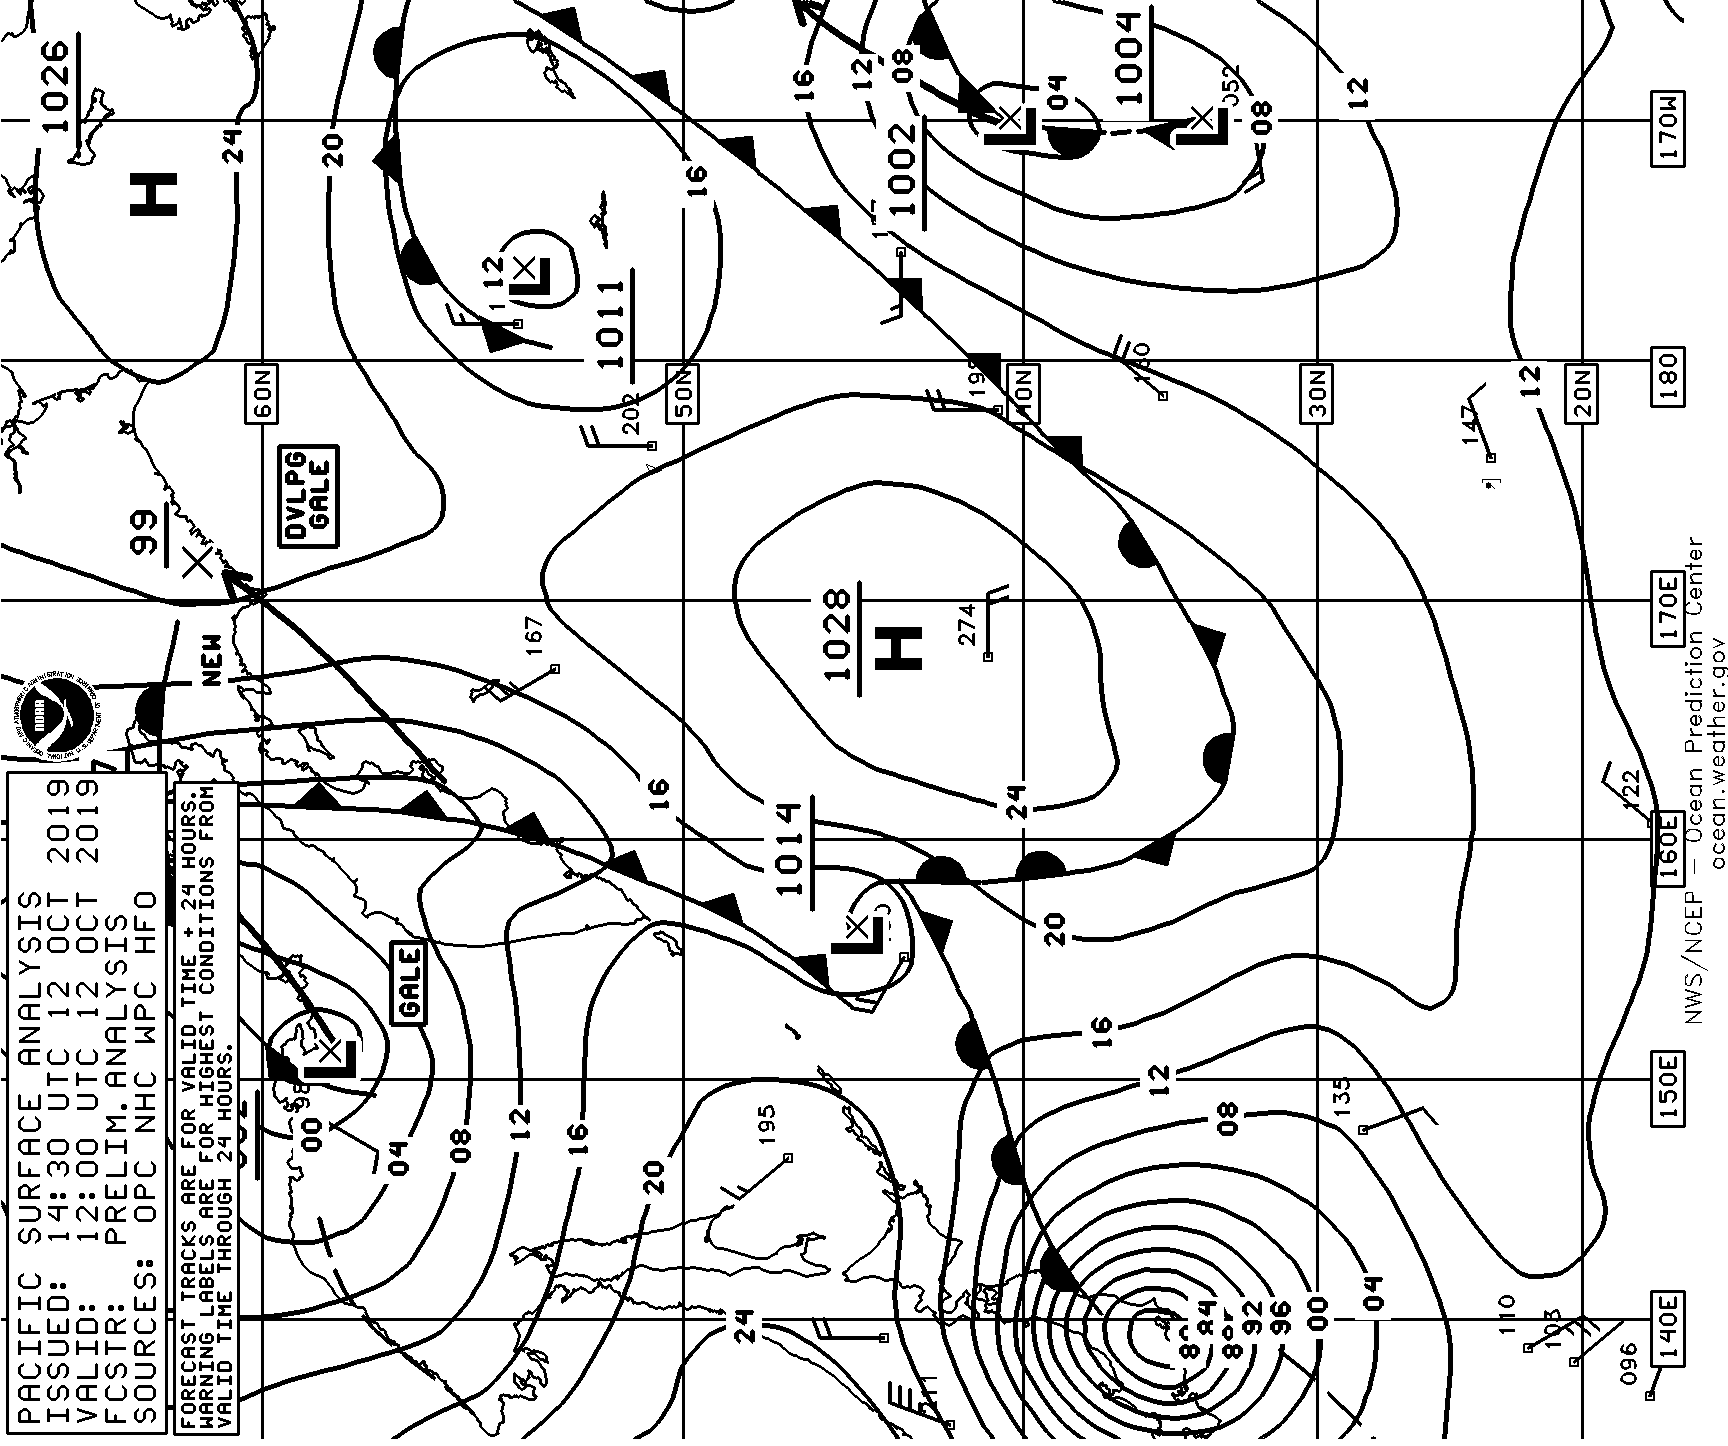 PACIFIC SURFACE ANALYSIS
ISSUED: 14:30 UTC 12 OCT 2019
VALID: 12:00 UTC 12 OCT 2019
FCSTR: PRELIM.ANALYSIS
SOURCES: OPC NHC WPC HFO
FORECAST TRACKS ARE FOR VALID TIME + 24 HOURS.
WARNING LABELS ARE FOR HIGHEST CONDITIONS FROM
VALID TIME THROUGH 24 HOURS.
NOAA
1026
H
24
20
99
NEW
DVLPG
GALE
60N
12
L
1011
16
202
50N
16
12
08
1002
04
L
1004
052
L
08
12
170W
199
40N
30N
12
147
20N
180
167
1028
H
274
24
170E
16
1014
L
20
122
160E
GALE
L
00
04
08
12
16
20
195
16
12
08
135
150E
24
84
92
96
00
04
110
103
096
140E
NWS/NCEP – Ocean Prediction Center
ocean.weather.gov